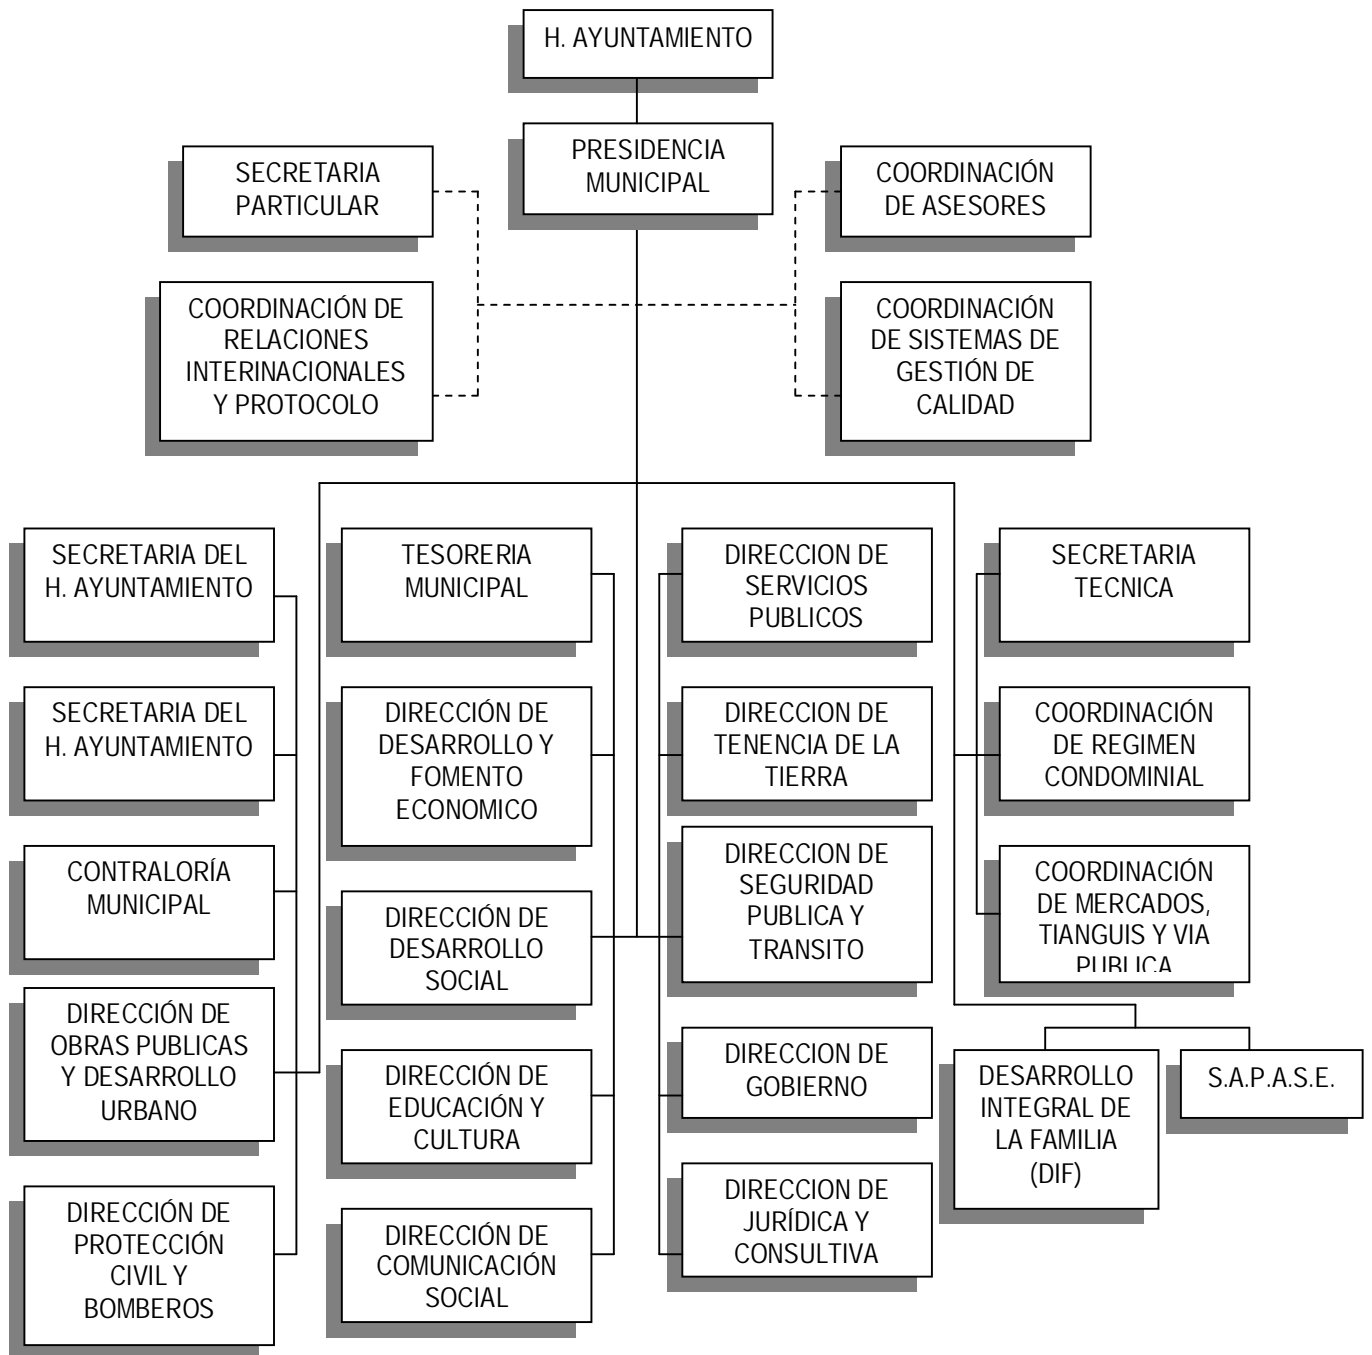 H. AYUNTAMIENTO
PRESIDENCIA
MUNICIPAL
SECRETARIA
PARTICULAR
COORDINACIÓN
DE ASESORES
COORDINACIÓN DE
RELACIONES
INTERINACIONALES
Y PROTOCOLO
COORDINACIÓN
DE SISTEMAS DE
GESTIÓN DE
CALIDAD
SECRETARIA DEL
H. AYUNTAMIENTO
TESORERIA
MUNICIPAL
DIRECCION DE
SERVICIOS
PUBLICOS
SECRETARIA
TECNICA
SECRETARIA DEL
H. AYUNTAMIENTO
DIRECCIÓN DE
DESARROLLO Y
FOMENTO
ECONOMICO
DIRECCION DE
TENENCIA DE LA
TIERRA
COORDINACIÓN
DE REGIMEN
CONDOMINIAL
CONTRALORÍA
MUNICIPAL
DIRECCIÓN DE
DESARROLLO
SOCIAL
DIRECCION DE
SEGURIDAD
PUBLICA Y
TRANSITO
COORDINACIÓN
DE MERCADOS,
TIANGUIS Y VIA
PUBLICA
DIRECCIÓN DE
OBRAS PUBLICAS
Y DESARROLLO
URBANO
DIRECCIÓN DE
EDUCACIÓN Y
CULTURA
DIRECCION DE
GOBIERNO
DESARROLLO
INTEGRAL DE
LA FAMILIA
(DIF)
S.A.P.A.S.E.
DIRECCIÓN DE
PROTECCIÓN
CIVIL Y
BOMBEROS
DIRECCIÓN DE
COMUNICACIÓN
SOCIAL
DIRECCION DE
JURÍDICA Y
CONSULTIVA